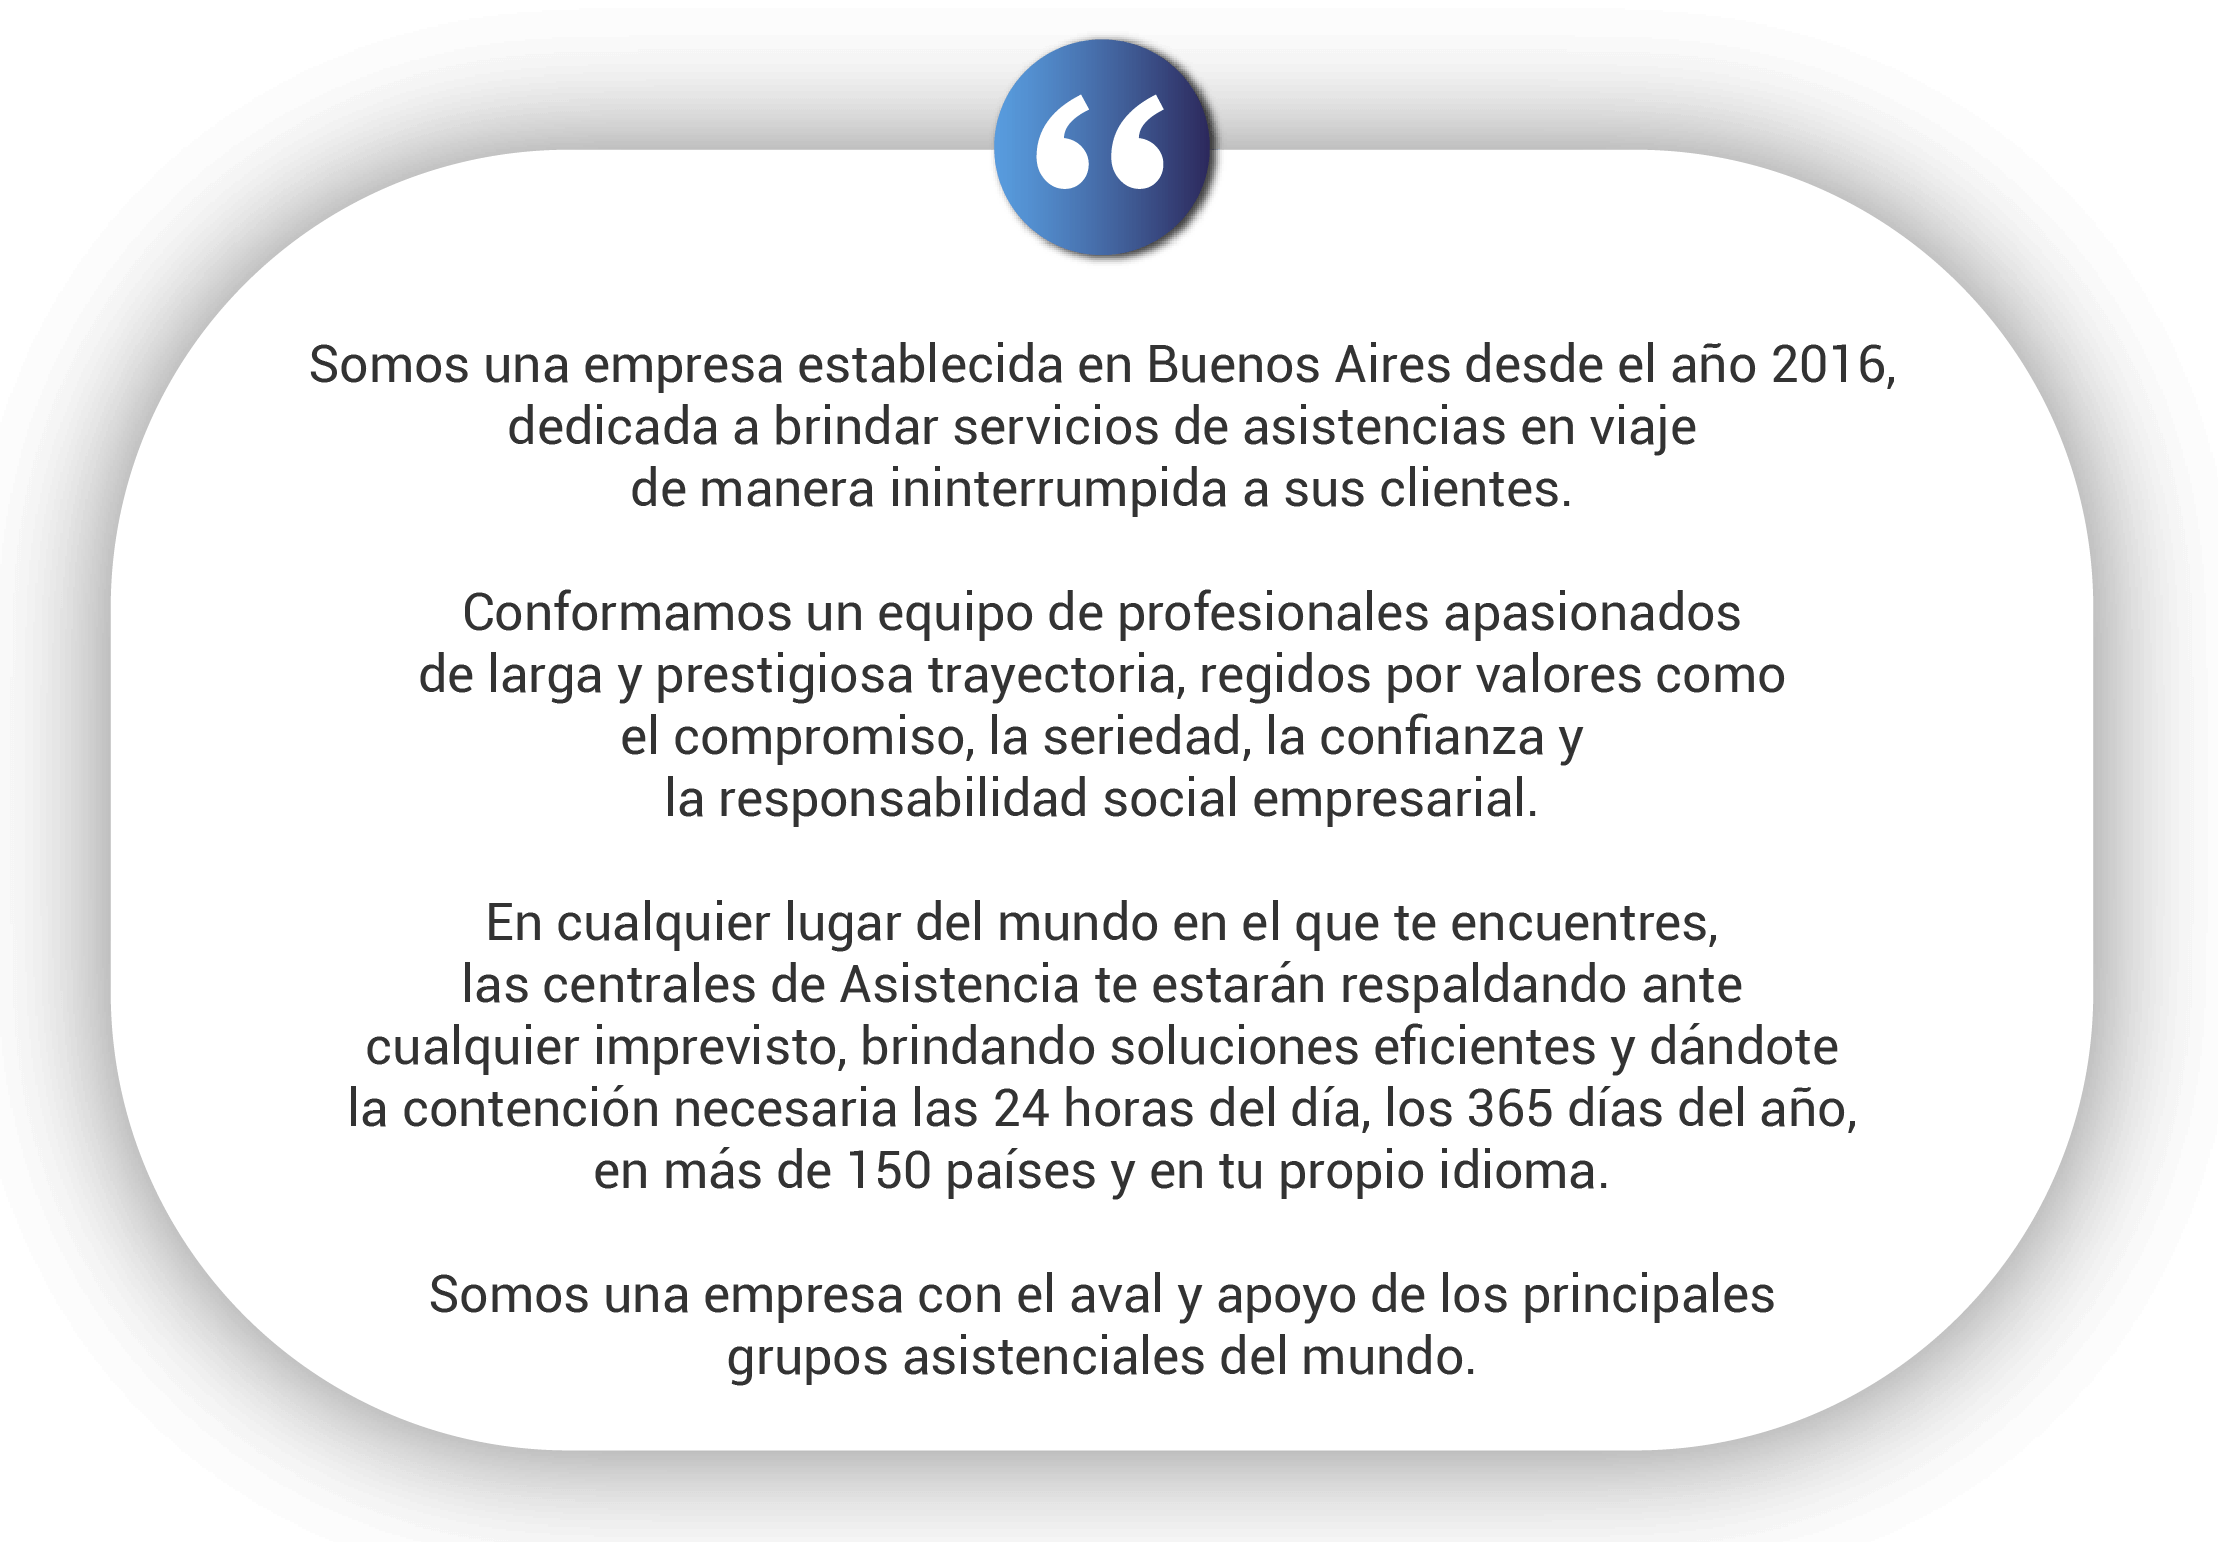 “
Somos una empresa establecida en Buenos Aires desde el año 2016,
dedicada a brindar servicios de asistencias en viaje
de manera ininterrumpida a sus clientes.
Conformamos un equipo de profesionales apasionados
de larga y prestigiosa trayectoria, regidos por valores como
el compromiso, la seriedad, la confianza y
la responsabilidad social empresarial.
En cualquier lugar del mundo en el que te encuentres,
las centrales de Asistencia te estarán respaldando ante
cualquier imprevisto, brindando soluciones eficientes y dándote
la contención necesaria las 24 horas del día, los 365 días del año,
en más de 150 países y en tu propio idioma.
Somos una empresa con el aval y apoyo de los principales
grupos asistenciales del mundo.